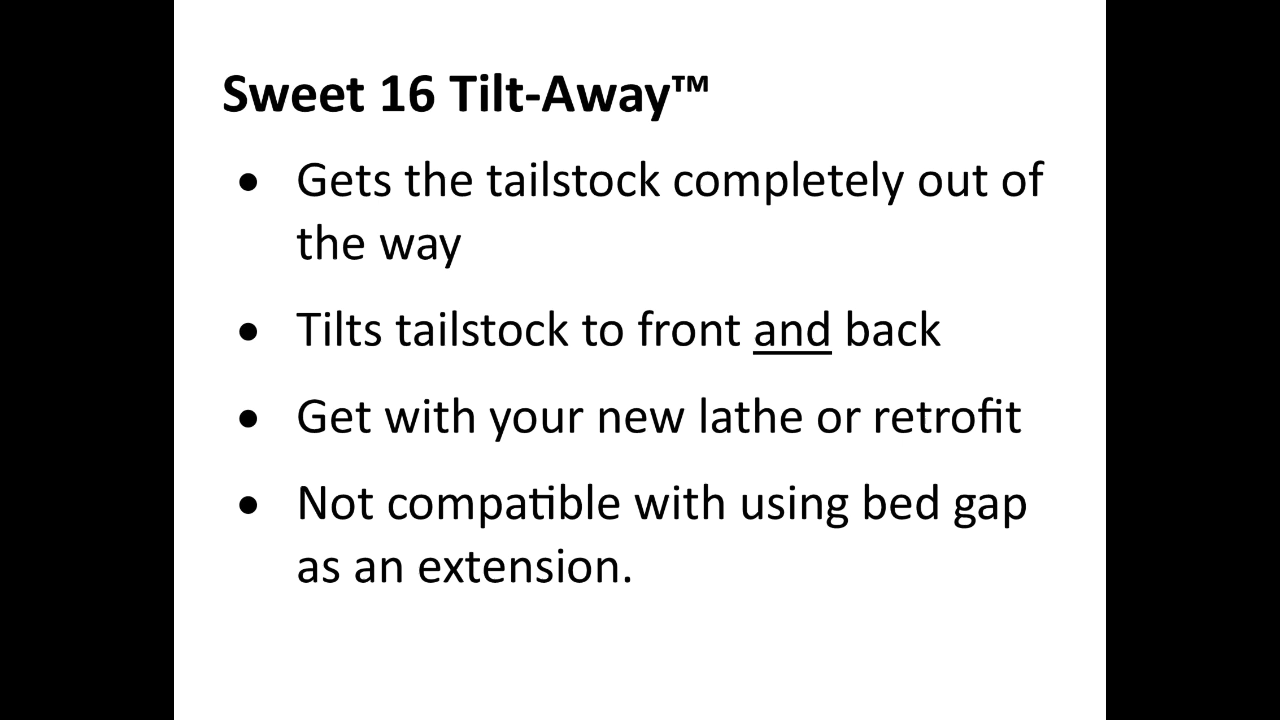 Sweet 16 Tilt-Away™
• Gets the tailstock completely out of
the way
• Tilts tailstock to front and back
• Get with your new lathe or retrofit
• Not compatible with using bed gap
as an extension.